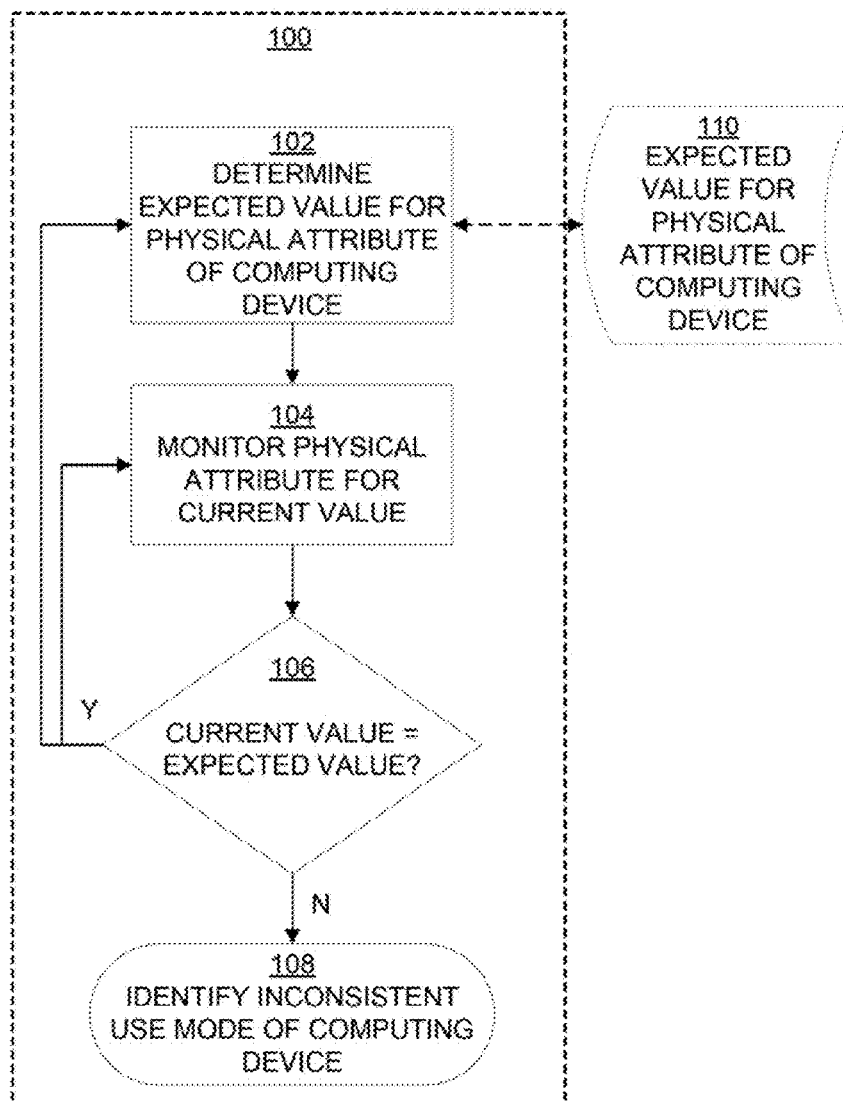 100
102
DETERMINE
EXPECTED VALUE FOR
PHYSICAL ATTRIBUTE
OF COMPUTING
DEVICE
110
EXPECTED
VALUE FOR
PHYSICAL
ATTRIBUTE OF
COMPUTING
DEVICE
104
MONITOR PHYSICAL
ATTRIBUTE FOR
CURRENT VALUE
106
CURRENT VALUE =
EXPECTED VALUE?
Y
N
108
IDENTIFY INCONSISTENT
USE MODE OF COMPUTING
DEVICE